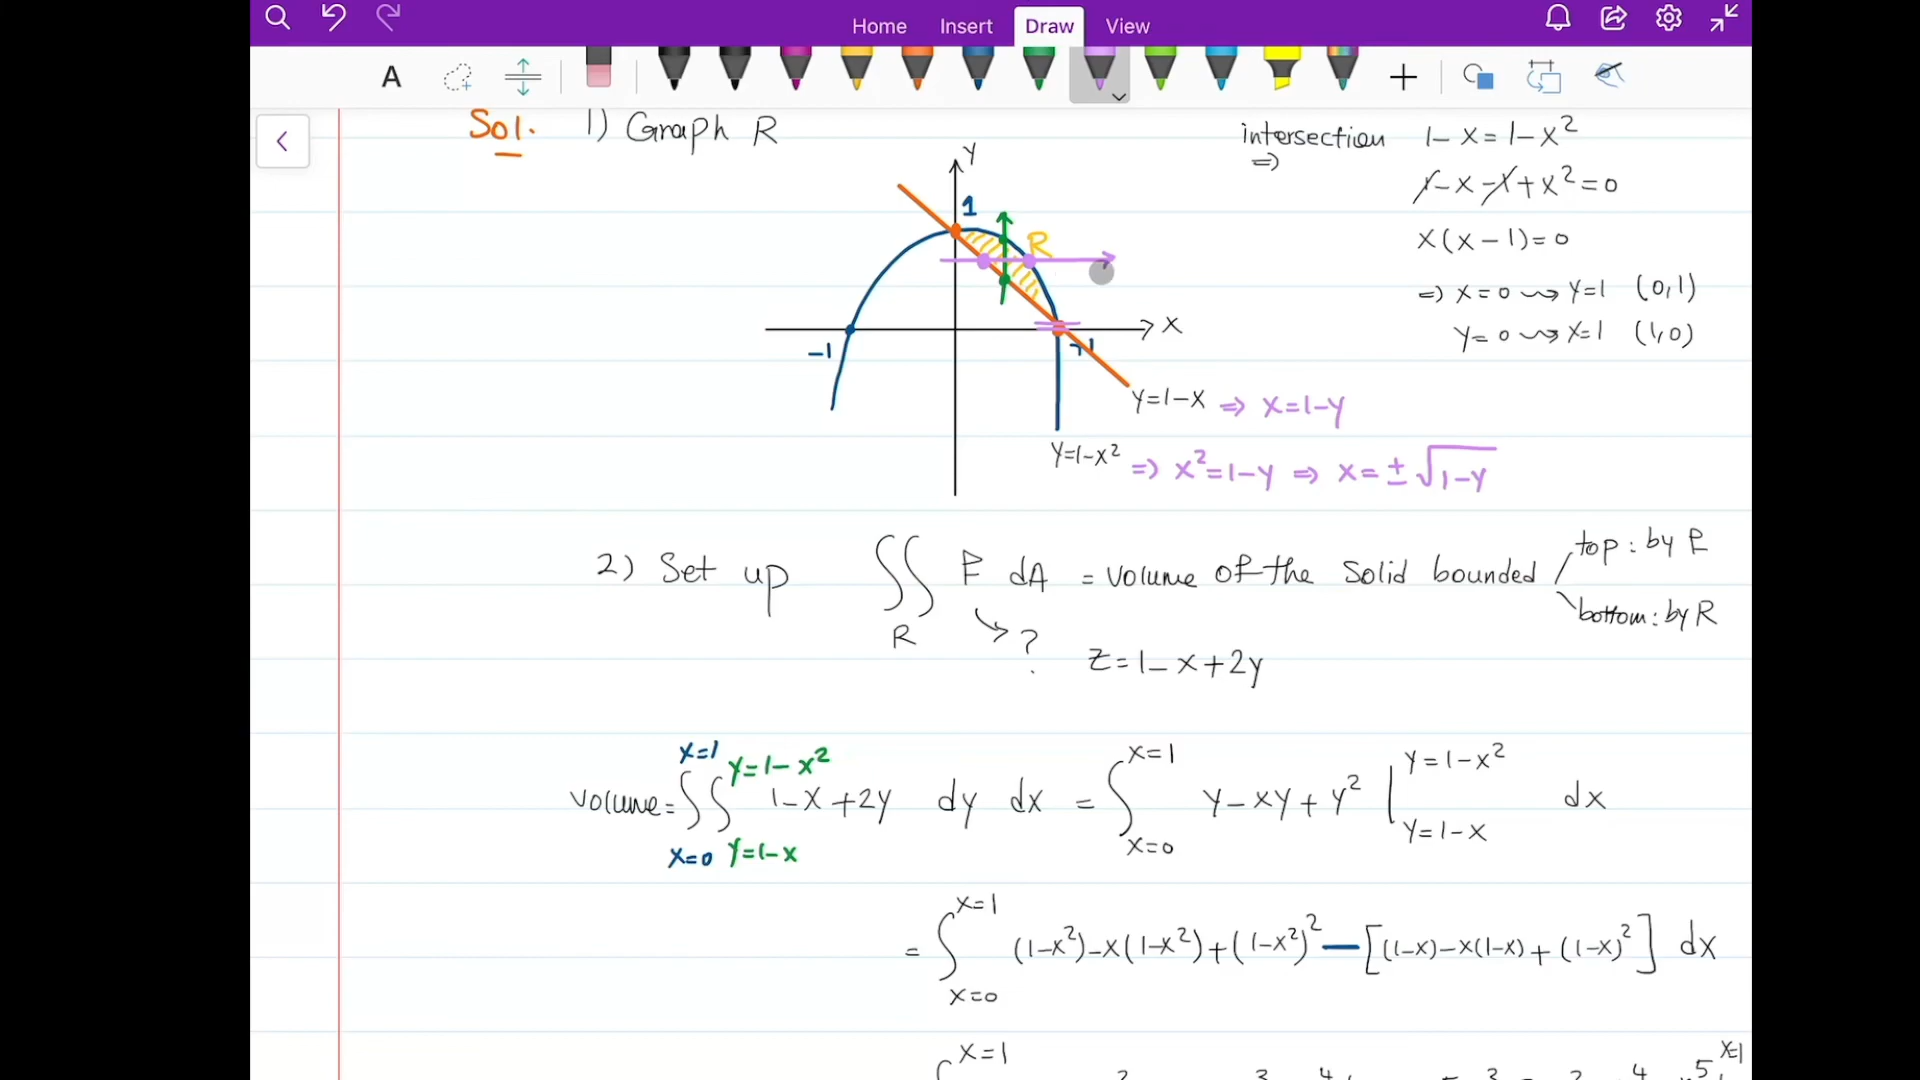 Home Insert Draw View
A
Sol. 1) Graph R
intersection 1-x=1-x²
=> 1-x-1+x²=0
x(x-1)=0
=> x=0 ⇝ y=1 (0,1)
y=0 ⇝ x=1 (1,0)
Y
1
R
X
-1
y=1-x => x=1-y
y=1-x² => x²=1-y => x=±√1-y
2) Set up ∬ F dA = volume of the solid bounded
top: by F
bottom: by R
R
?
z=1-x+2y
x=1 y=1-x² x=1 y=1-x²
volume=∫∫ 1-x+2y dy dx = ∫ y-xy+y² | dx
x=0 y=1-x x=0 y=1-x
x=1
= ∫ (1-x²)-x(1-x²)+(1-x²)²-[(1-x)-x(1-x)+(1-x)²] dx
x=0
x=1 x=1